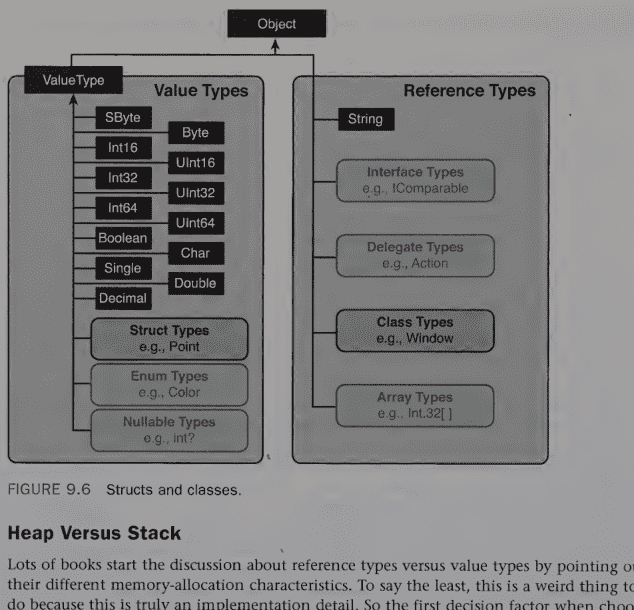 Object
ValueType
Value Types
SByte
Byte
Int16
UInt16
Int32
UInt32
Int64
UInt64
Boolean
Char
Single
Double
Decimal
Struct Types
e.g., Point
Enum Types
e.g., Color
Nullable Types
e.g., int?
Reference Types
String
Interface Types
e.g., IComparable
Delegate Types
e.g., Action
Class Types
e.g., Window
Array Types
e.g., Int.32[ ]
FIGURE 9.6 Structs and classes.
Heap Versus Stack
Lots of books start the discussion about reference types versus value types by pointing
their different memory-allocation characteristics. To say the least, this is a weird thing to
do because this is truly an implementation detail. So the first decision factor when